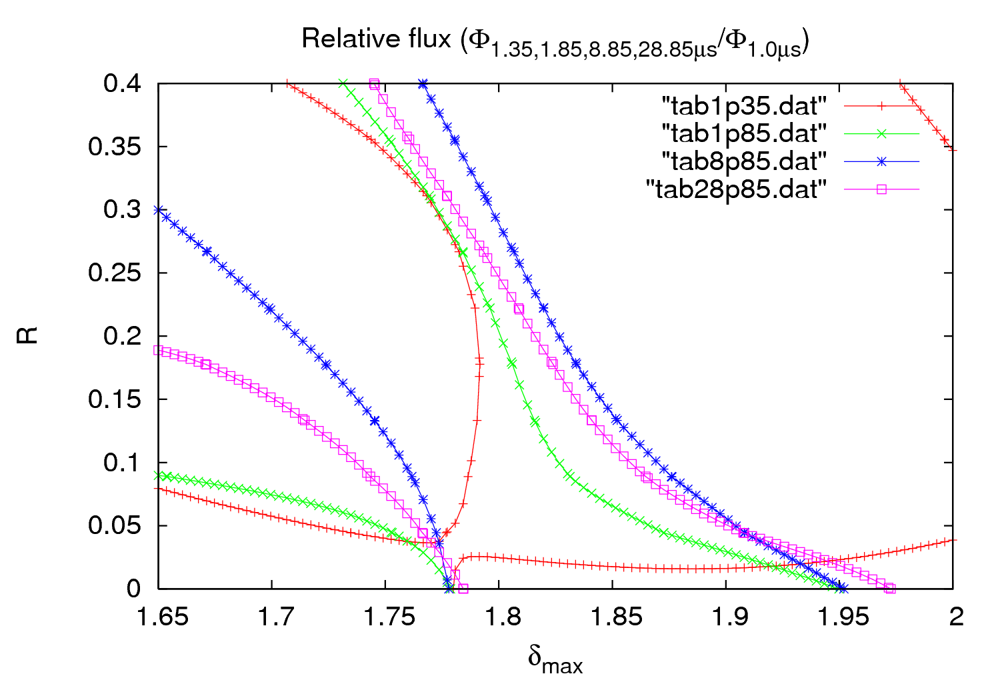 Relative flux (Φ1.35,1.85,8.85,28.85μs/Φ1.0μs)
"tab1p35.dat"
"tab1p85.dat"
"tab8p85.dat"
"tab28p85.dat"
0.4
0.35
0.3
0.25
0.2
0.15
0.1
0.05
0
R
1.65 1.7 1.75 1.8 1.85 1.9 1.95 2
δmax